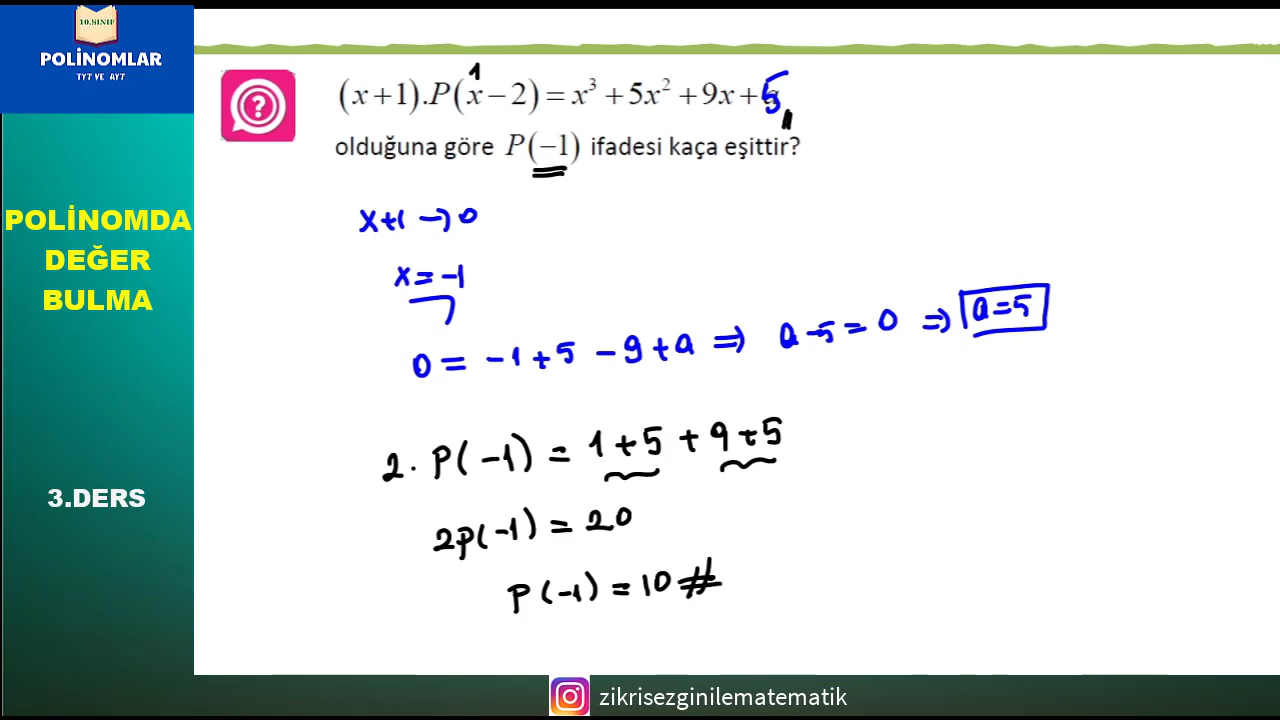 10.SINIF
POLİNOMLAR
TYT VE AYT
POLİNOMDA
DEĞER
BULMA
3.DERS
1
(x+1).P(x−2)=x³+5x²+9x+5
olduğuna göre P(−1) ifadesi kaça eşittir?
x+1 → 0
x = -1
0 = -1+5 -9+a ⇒ a-5=0 ⇒ a=5
2. P(-1) = 1+5 + 9+5
2P(-1) = 20
P(-1) = 10 //
zikrisezginilematematik